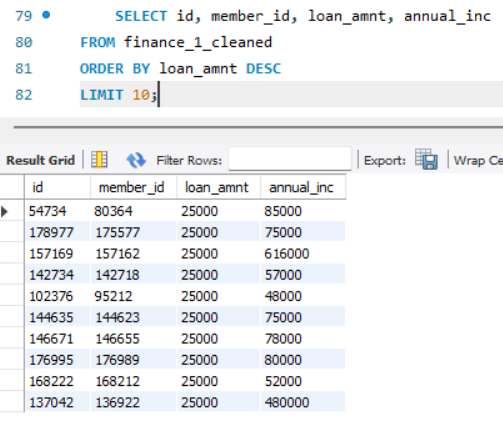 79 SELECT id, member_id, loan_amnt, annual_inc
80 FROM finance_1_cleaned
81 ORDER BY loan_amnt DESC
82 LIMIT 10;
Result Grid Filter Rows: Export: Wrap Ce
id member_id loan_amnt annual_inc
54734 80364 25000 85000
178977 175577 25000 75000
157169 157162 25000 616000
142734 142718 25000 57000
102376 95212 25000 48000
144635 144623 25000 75000
146671 146655 25000 78000
176995 176989 25000 80000
168222 168212 25000 52000
137042 136922 25000 480000